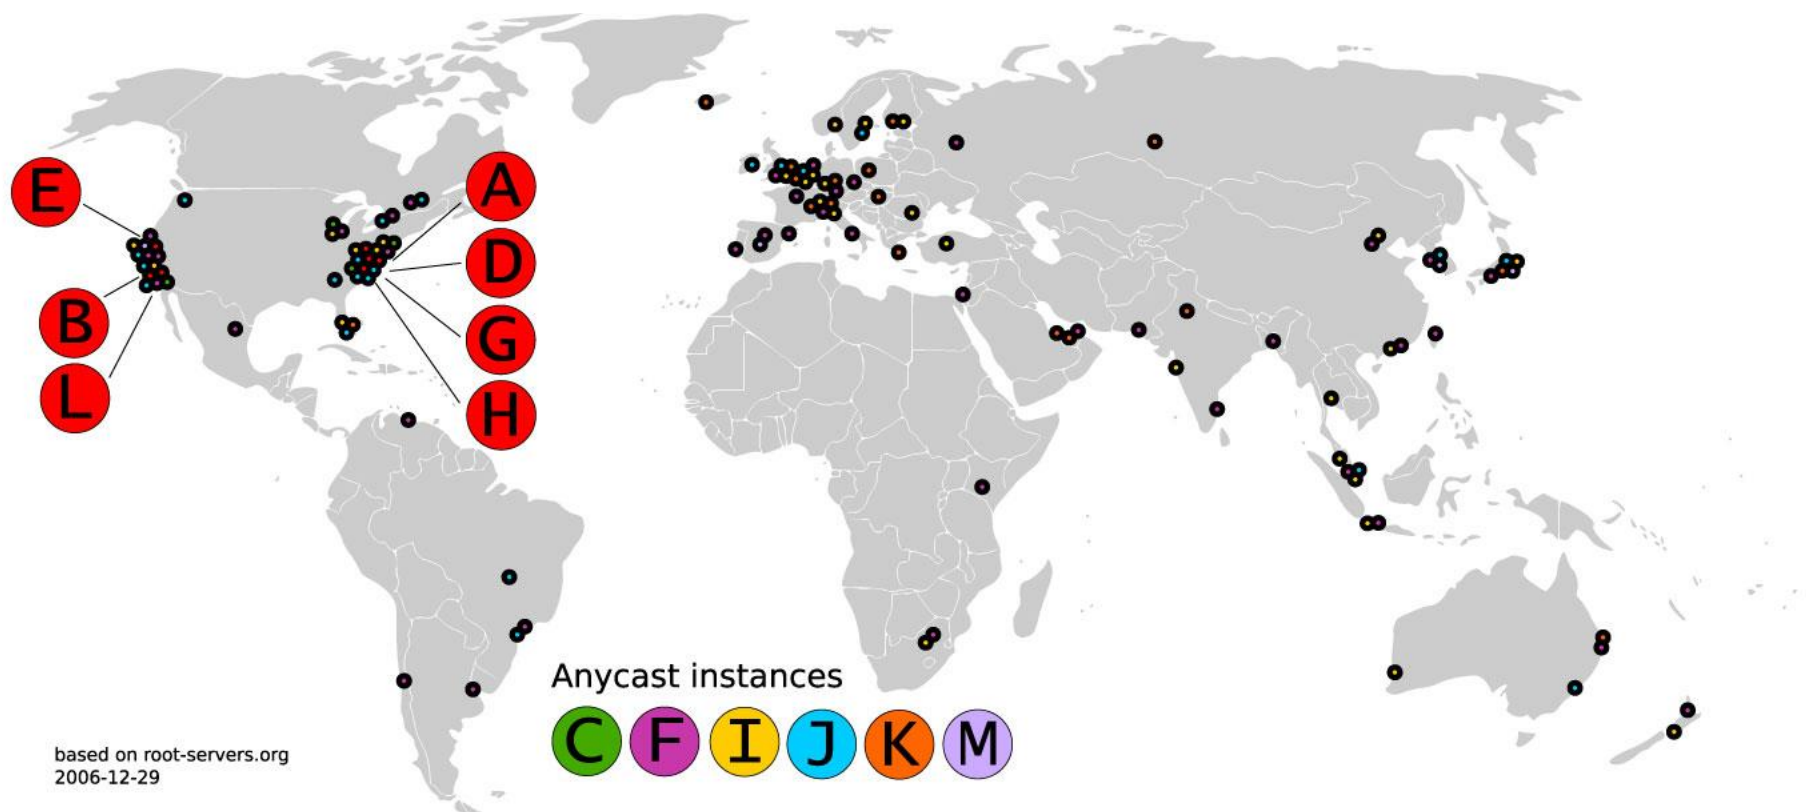 E
A
D
B
G
L
H
Anycast instances
C F I J K M
based on root-servers.org
2006-12-29